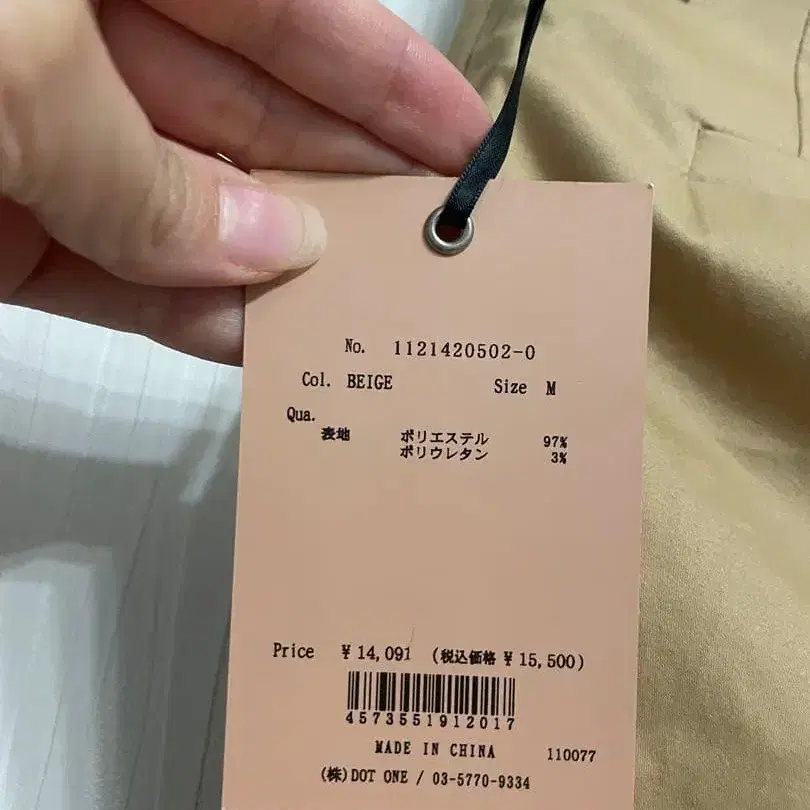 No. 1121420502-0
Col. BEIGE Size M
Qua.
表地 ポリエステル 97%
ポリウレタン 3%
Price ¥14,091 (税込価格¥15,500)
4573551912017
MADE IN CHINA 110077
(株)DOT ONE / 03-5770-9334